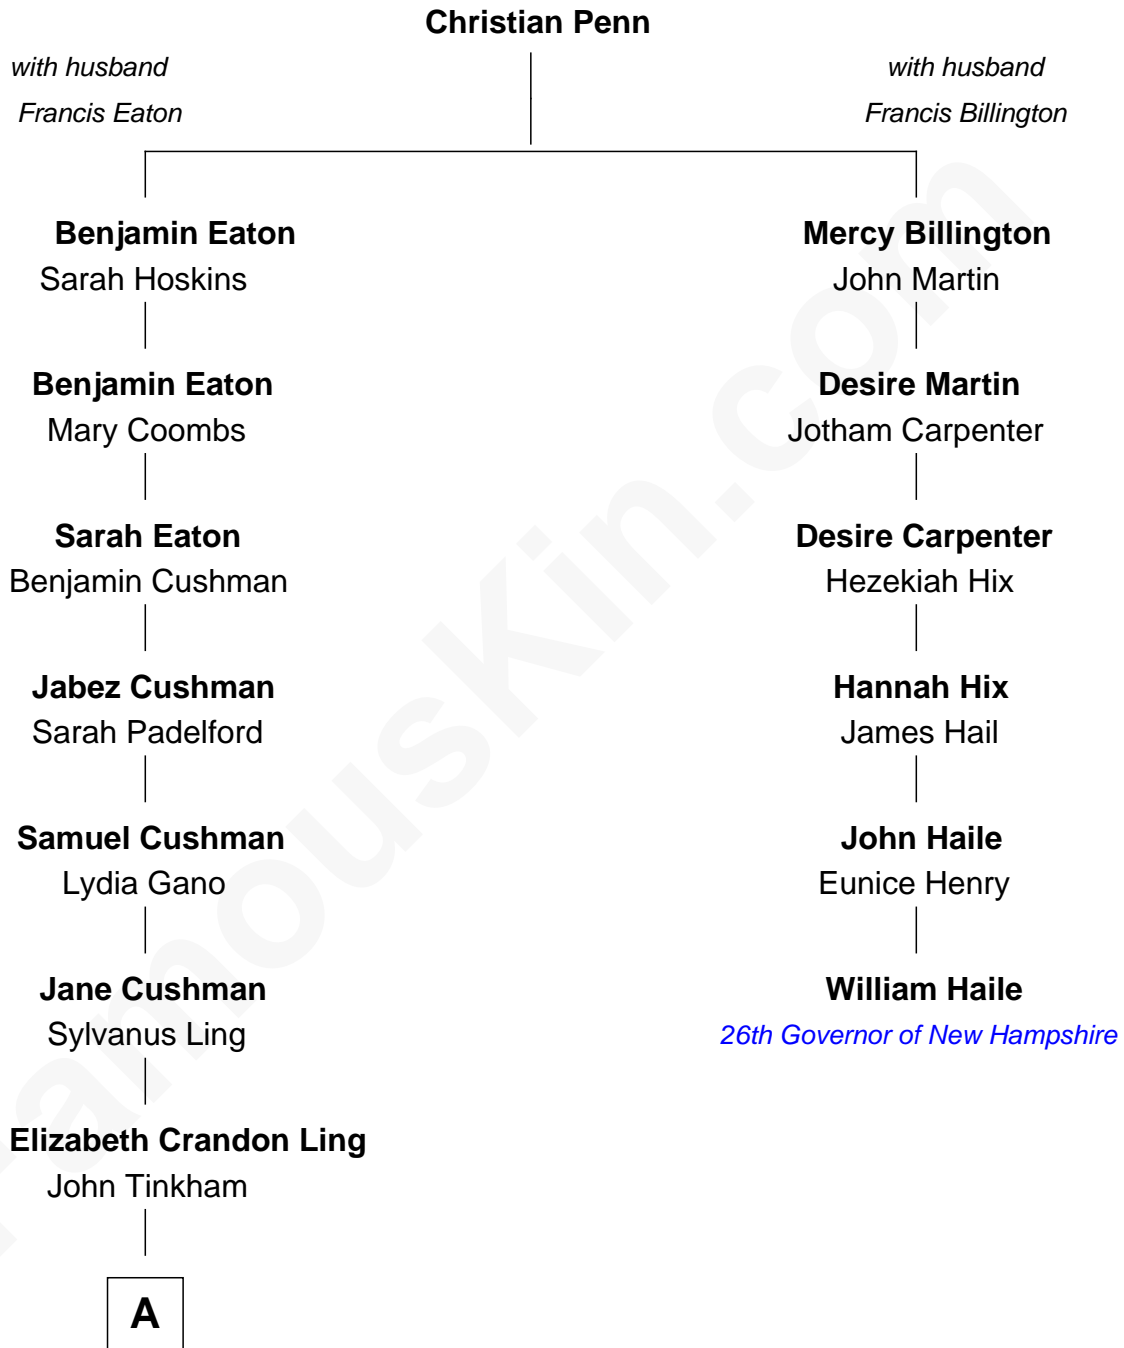 Christian Penn
with husband
Francis Eaton
with husband
Francis Billington
Benjamin Eaton
Sarah Hoskins
Benjamin Eaton
Mary Coombs
Sarah Eaton
Benjamin Cushman
Jabez Cushman
Sarah Padelford
Samuel Cushman
Lydia Gano
Jane Cushman
Sylvanus Ling
Elizabeth Crandon Ling
John Tinkham
A
Mercy Billington
John Martin
Desire Martin
Jotham Carpenter
Desire Carpenter
Hezekiah Hix
Hannah Hix
James Hail
John Haile
Eunice Henry
William Haile
26th Governor of New Hampshire
FamousKin.com